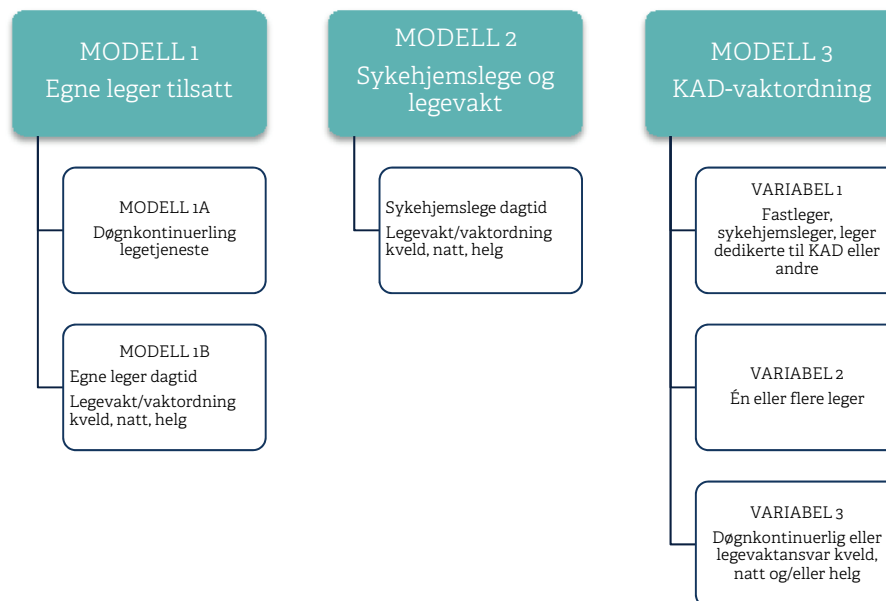 MODELL 1
Egne leger tilsatt
MODELL 1A
Døgnkontinuerling
legetjeneste
MODELL 1B
Egne leger dagtid
Legevakt/vaktordning
kveld, natt, helg
MODELL 2
Sykehjemslege og
legevakt
Sykehjemslege dagtid
Legevakt/vaktordning
kveld, natt, helg
MODELL 3
KAD-vaktordning
VARIABEL 1
Fastleger,
sykehjemsleger, leger
dedikerte til KAD eller
andre
VARIABEL 2
Én eller flere leger
VARIABEL 3
Døgnkontinuerlig eller
legevaktansvar kveld,
natt og/eller helg